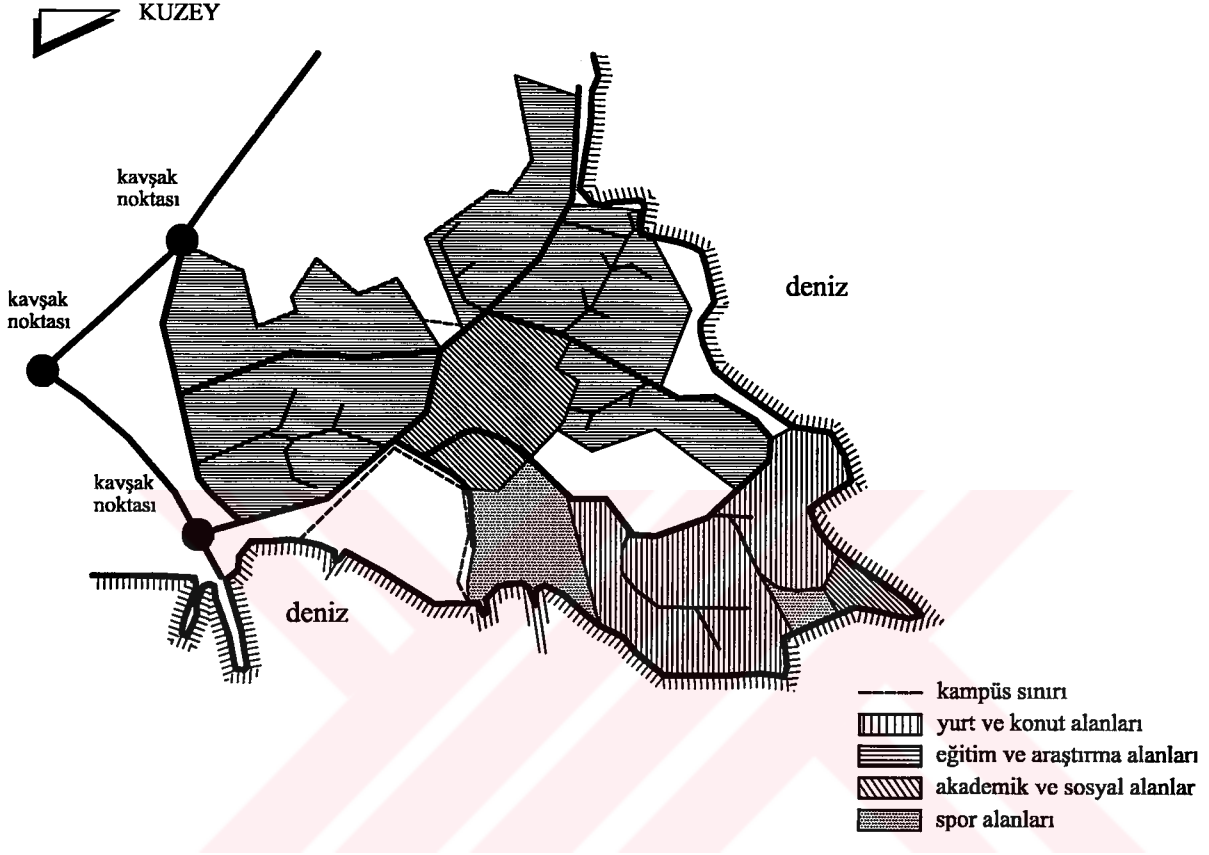 KUZEY
kavşak
noktası
kavşak
noktası
deniz
kavşak
noktası
deniz
kampüs sınırı
yurt ve konut alanları
eğitim ve araştırma alanları
akademik ve sosyal alanlar
spor alanları